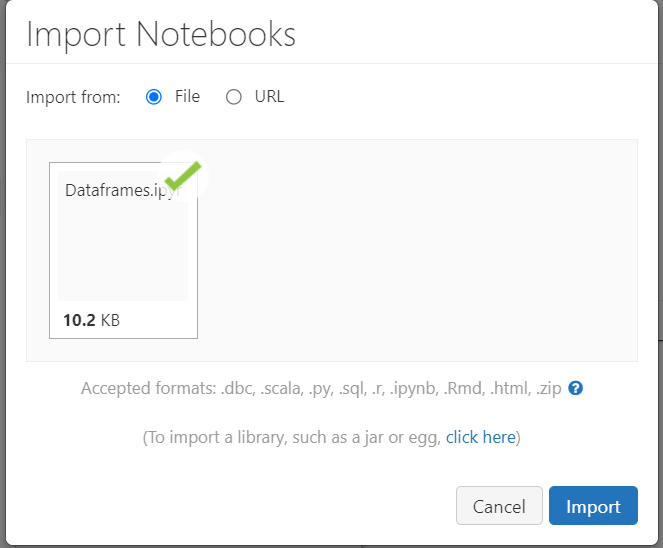 Import Notebooks
Import from: File URL
Dataframes.ipy
10.2 KB
Accepted formats: .dbc, .scala, .py, .sql, .r, .ipynb, .Rmd, .html, .zip ?
(To import a library, such as a jar or egg, click here)
Cancel Import